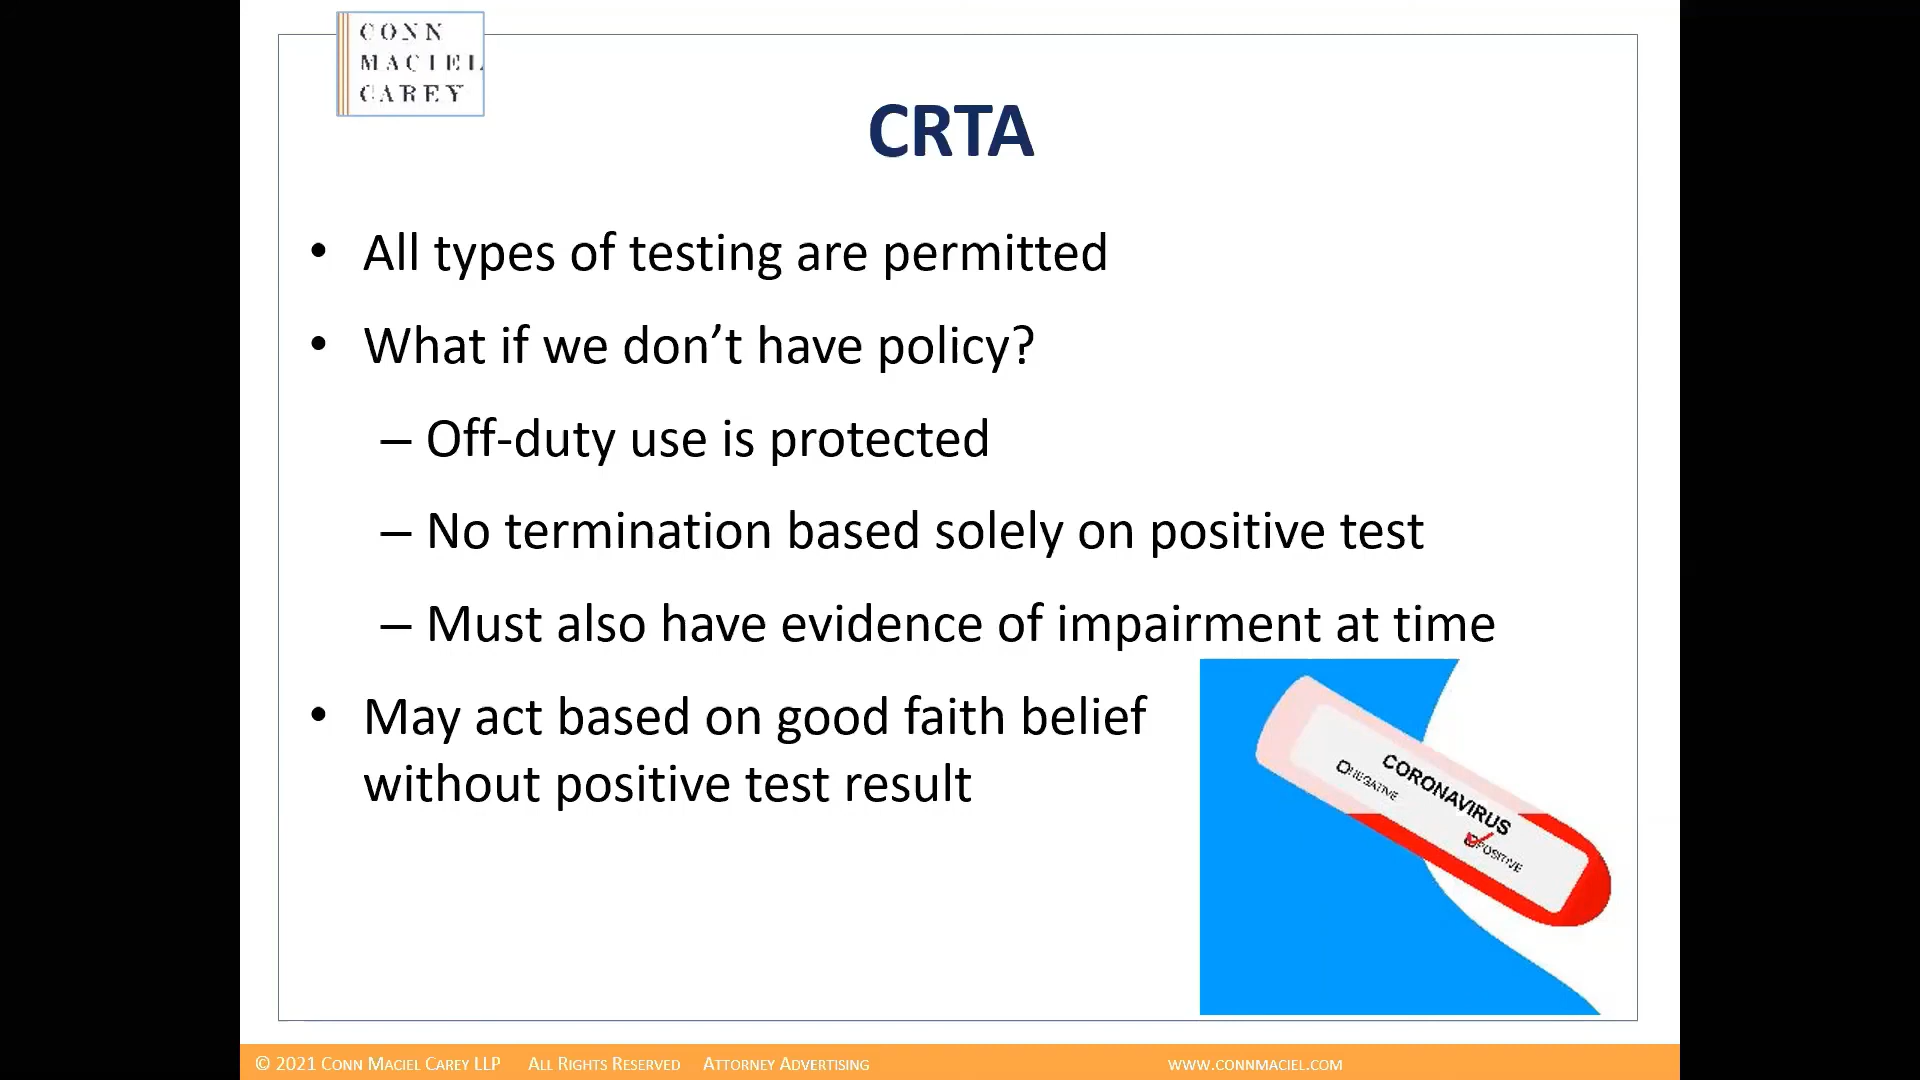 CONN
MACIEL
CAREY
CRTA
• All types of testing are permitted
• What if we don’t have policy?
– Off-duty use is protected
– No termination based solely on positive test
– Must also have evidence of impairment at time
• May act based on good faith belief
without positive test result
CORONAVIRUS
NEGATIVE
POSITIVE
© 2021 CONN MACIEL CAREY LLP ALL RIGHTS RESERVED ATTORNEY ADVERTISING WWW.CONNMACIEL.COM